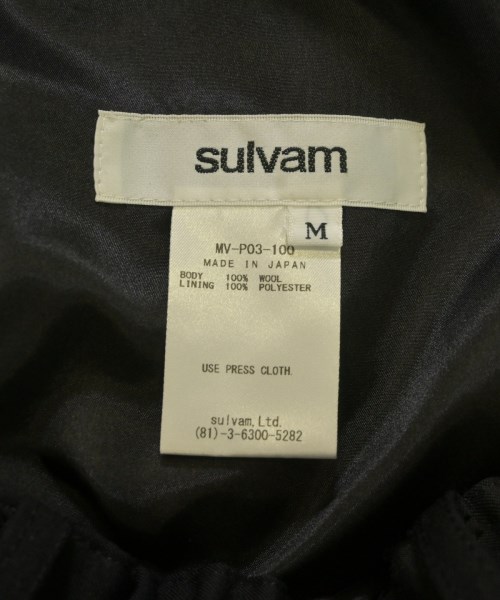 sulvam
M
MV-P03-100
MADE IN JAPAN
BODY 100% WOOL
LINING 100% POLYESTER
USE PRESS CLOTH.
sulvam,Ltd.
(81)-3-6300-5282